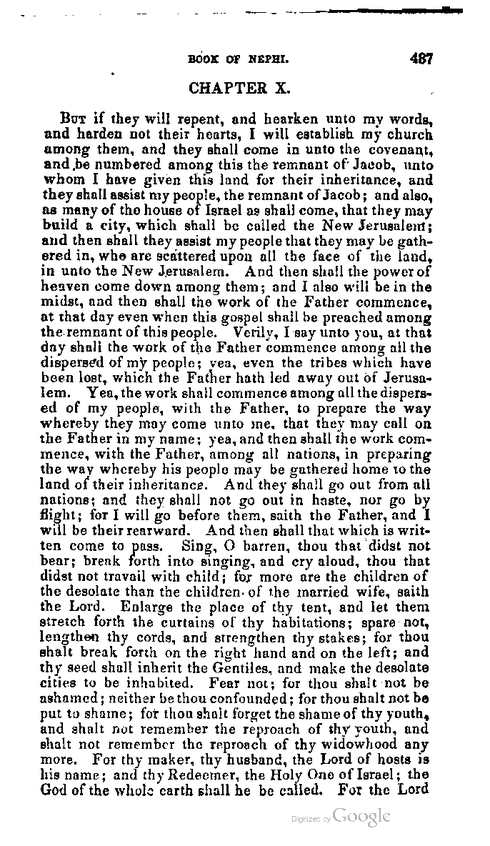 BOOK OF NEPHI. 487
CHAPTER X.
BUT if they will repent, and hearken unto my words,
and harden not their hearts, I will establish my church
among them, and they shall come in unto the covenant,
and be numbered among this the remnant of Jacob, unto
whom I have given this land for their inheritance, and
they shall assist my people, the remnant of Jacob; and also,
as many of the house of Israel as shall come, that they may
build a city, which shall be called the New Jerusalem;
and then shall they assist my people that they may be gath-
ered in, who are scattered upon all the face of the land,
in unto the New Jerusalem. And then shall the power of
heaven come down among them; and I also will be in the
midst, and then shall the work of the Father commence,
at that day even when this gospel shall be preached among
the remnant of this people. Verily, I say unto you, at that
day shall the work of the Father commence among all the
dispersed of my people; yea, even the tribes which have
been lost, which the Father hath led away out of Jerusa-
lem. Yea, the work shall commence among all the dispers-
ed of my people, with the Father, to prepare the way
whereby they may come unto me, that they may call on
the Father in my name; yea, and then shall the work com-
mence, with the Father, among all nations, in preparing
the way whereby his people may be gathered home to the
land of their inheritance. And they shall go out from all
nations; and they shall not go out in haste, nor go by
flight; for I will go before them, saith the Father, and I
will be their rearward. And then shall that which is writ-
ten come to pass. Sing, O barren, thou that didst not
bear; break forth into singing, and cry aloud, thou that
didst not travail with child; for more are the children of
the desolate than the children of the married wife, saith
the Lord. Enlarge the place of thy tent, and let them
stretch forth the curtains of thy habitations; spare not,
lengthen thy cords, and strengthen thy stakes; for thou
shalt break forth on the right hand and on the left; and
thy seed shall inherit the Gentiles, and make the desolate
cities to be inhabited. Fear not; for thou shalt not be
ashamed; neither be thou confounded; for thou shalt not be
put to shame; for thou shalt forget the shame of thy youth,
and shalt not remember the reproach of thy youth, and
shalt not remember the reproach of thy widowhood any
more. For thy maker, thy husband, the Lord of hosts is
his name; and thy Redeemer, the Holy One of Israel; the
God of the whole earth shall he be called. For the Lord
Digitized by Google